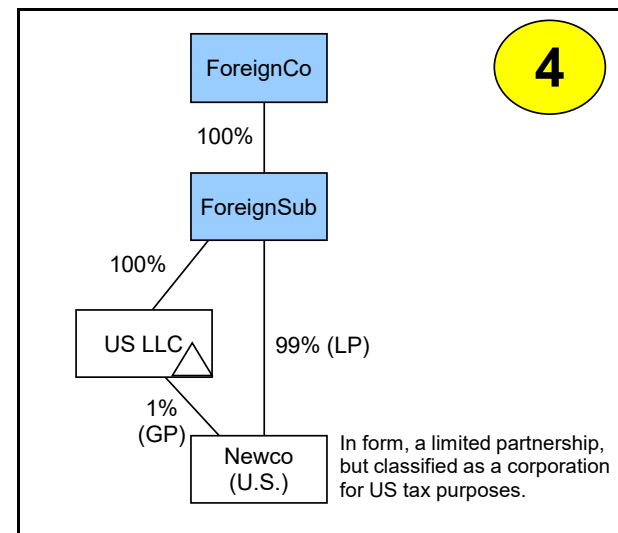 4
ForeignCo
100%
ForeignSub
100%
US LLC
99% (LP)
1%
(GP)
Newco
(U.S.)
In form, a limited partnership,
but classified as a corporation
for US tax purposes.